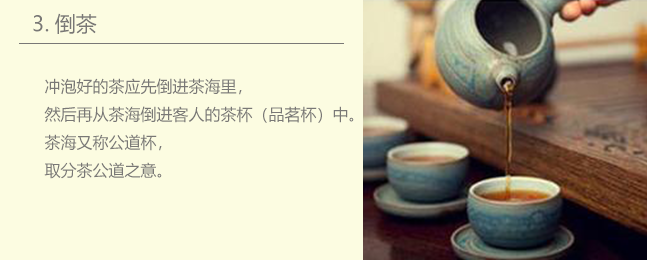 3. 倒茶
冲泡好的茶应先倒进茶海里，
然后再从茶海倒进客人的茶杯（品茗杯）中。
茶海又称公道杯，
取分茶公道之意。